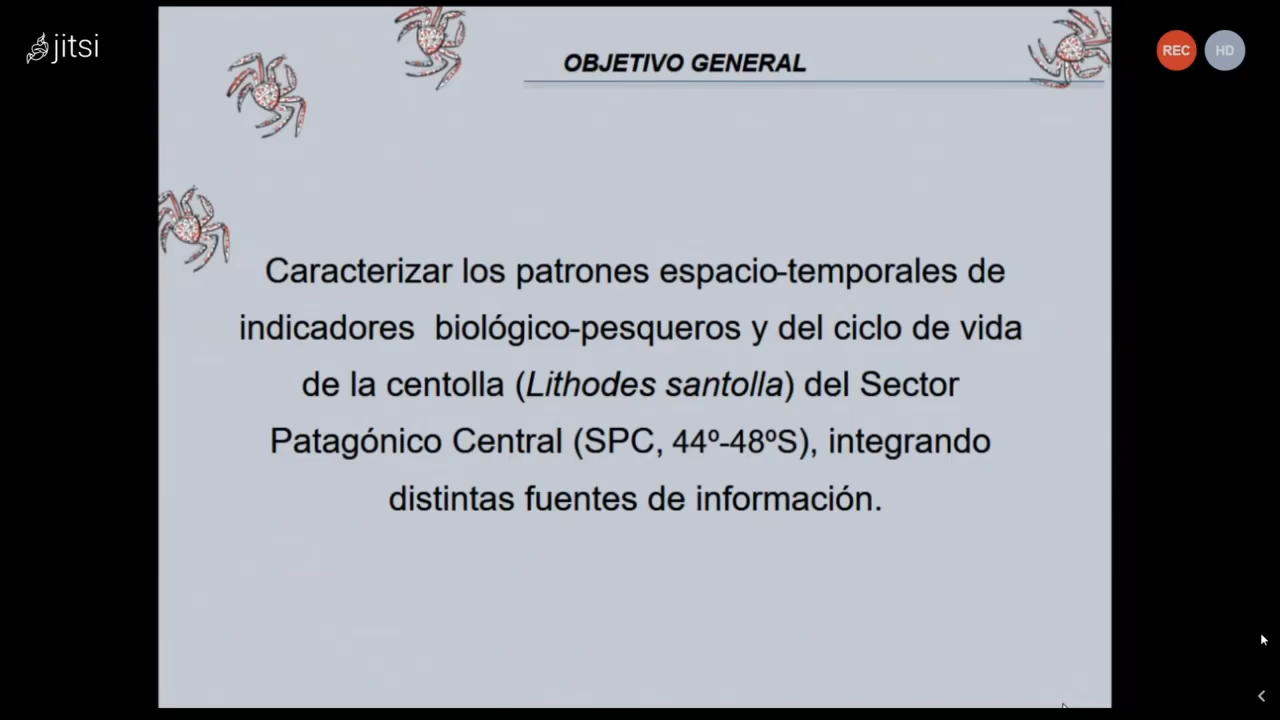 jitsi
REC
HD
OBJETIVO GENERAL
Caracterizar los patrones espacio-temporales de
indicadores biológico-pesqueros y del ciclo de vida
de la centolla (Lithodes santolla) del Sector
Patagónico Central (SPC, 44º-48ºS), integrando
distintas fuentes de información.